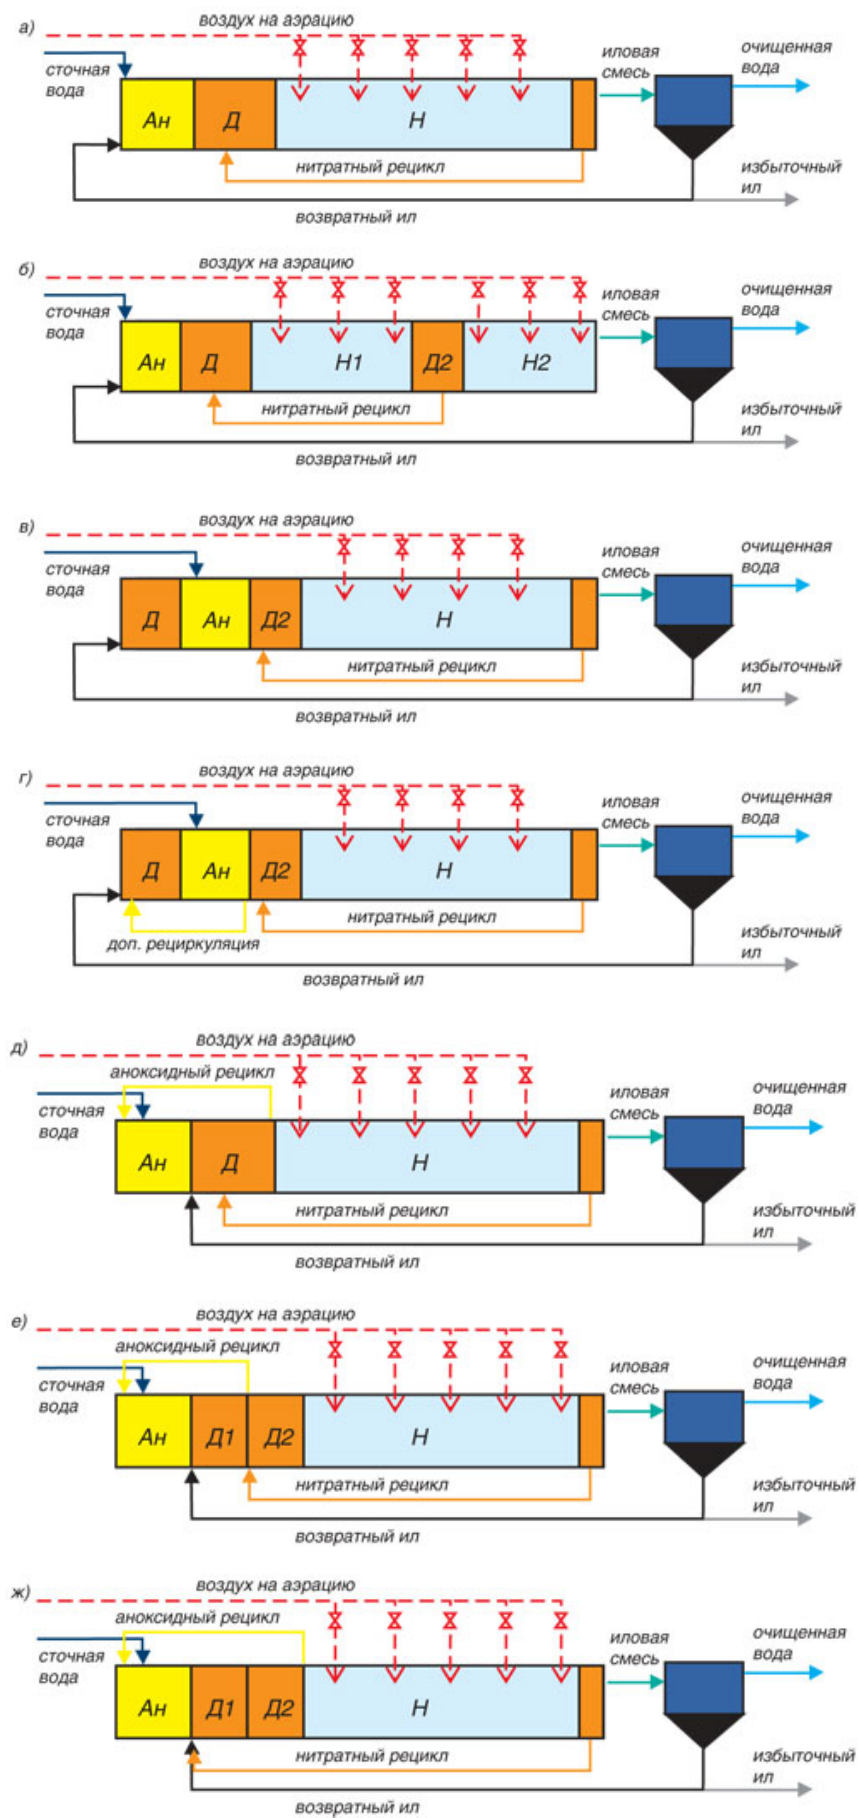 а)
воздух на аэрацию
сточная
вода
иловая
смесь
очищенная
вода
Ан
Д
Н
нитратный рецикл
избыточный
ил
возвратный ил
б)
воздух на аэрацию
сточная
вода
иловая
смесь
очищенная
вода
Ан
Д
Н1
Д2
Н2
нитратный рецикл
избыточный
ил
возвратный ил
в)
воздух на аэрацию
сточная
вода
иловая
смесь
очищенная
вода
Д
Ан
Д2
Н
нитратный рецикл
избыточный
ил
возвратный ил
г)
воздух на аэрацию
сточная
вода
иловая
смесь
очищенная
вода
Д
Ан
Д2
Н
нитратный рецикл
доп. рециркуляция
избыточный
ил
возвратный ил
д)
воздух на аэрацию
аноксидный рецикл
сточная
вода
иловая
смесь
очищенная
вода
Ан
Д
Н
нитратный рецикл
избыточный
ил
возвратный ил
е)
воздух на аэрацию
аноксидный рецикл
сточная
вода
иловая
смесь
очищенная
вода
Ан
Д1
Д2
Н
нитратный рецикл
избыточный
ил
возвратный ил
ж)
воздух на аэрацию
аноксидный рецикл
сточная
вода
иловая
смесь
очищенная
вода
Ан
Д1
Д2
Н
нитратный рецикл
избыточный
ил
возвратный ил